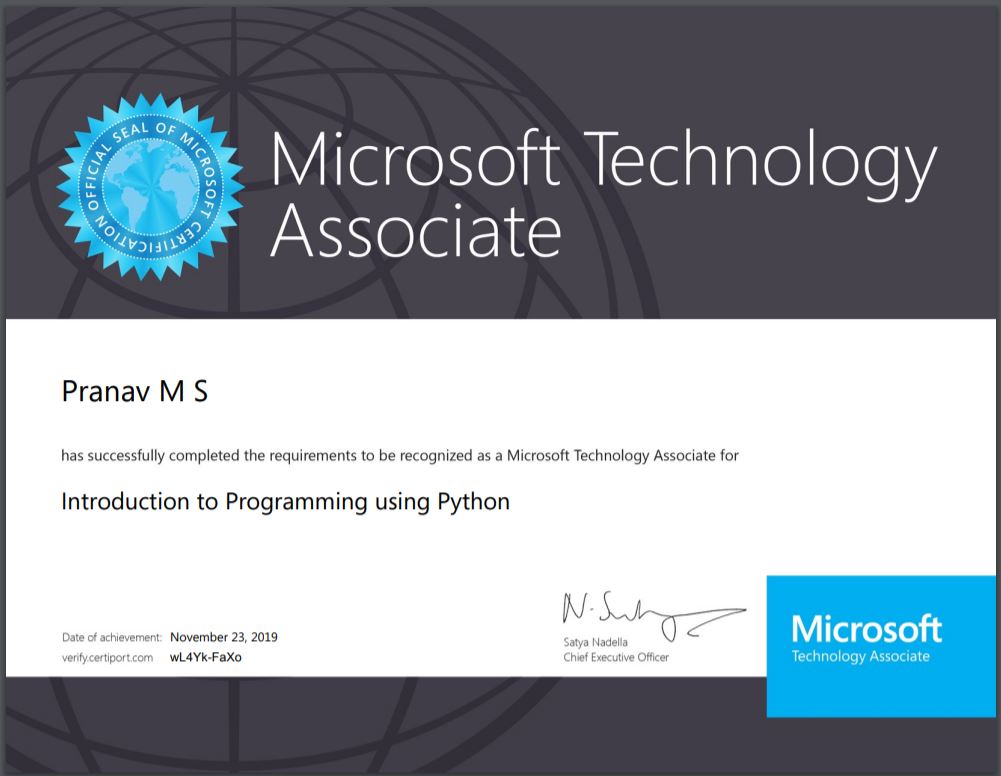 OFFICIAL SEAL OF MICROSOFT CERTIFICATION
Microsoft Technology
Associate
Pranav M S
has successfully completed the requirements to be recognized as a Microsoft Technology Associate for
Introduction to Programming using Python
Date of achievement: November 23, 2019
verify.certiport.com wL4Yk-FaXo
N. Satya
Satya Nadella
Chief Executive Officer
Microsoft
Technology Associate